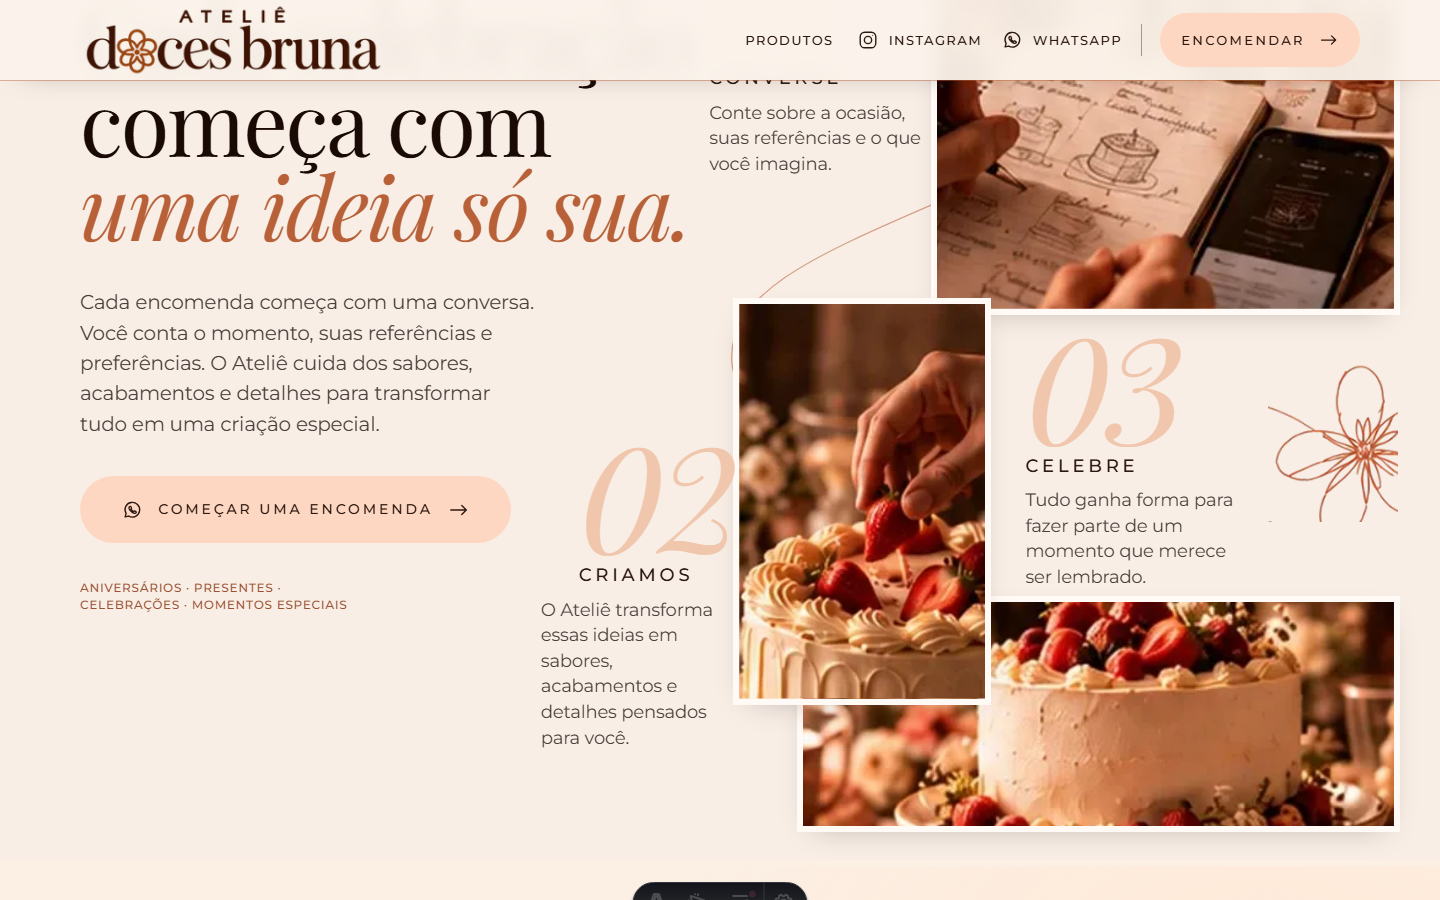 ATELIÊ
doces bruna
PRODUTOS
INSTAGRAM
WHATSAPP
ENCOMENDAR
começa com
uma ideia só sua.
Cada encomenda começa com uma conversa.
Você conta o momento, suas referências e
preferências. O Ateliê cuida dos sabores,
acabamentos e detalhes para transformar
tudo em uma criação especial.
COMEÇAR UMA ENCOMENDA
ANIVERSÁRIOS · PRESENTES ·
CELEBRAÇÕES · MOMENTOS ESPECIAIS
CONVERSE
Conte sobre a ocasião,
suas referências e o que
você imagina.
02
CRIAMOS
O Ateliê transforma
essas ideias em
sabores,
acabamentos e
detalhes pensados
para você.
03
CELEBRE
Tudo ganha forma para
fazer parte de um
momento que merece
ser lembrado.